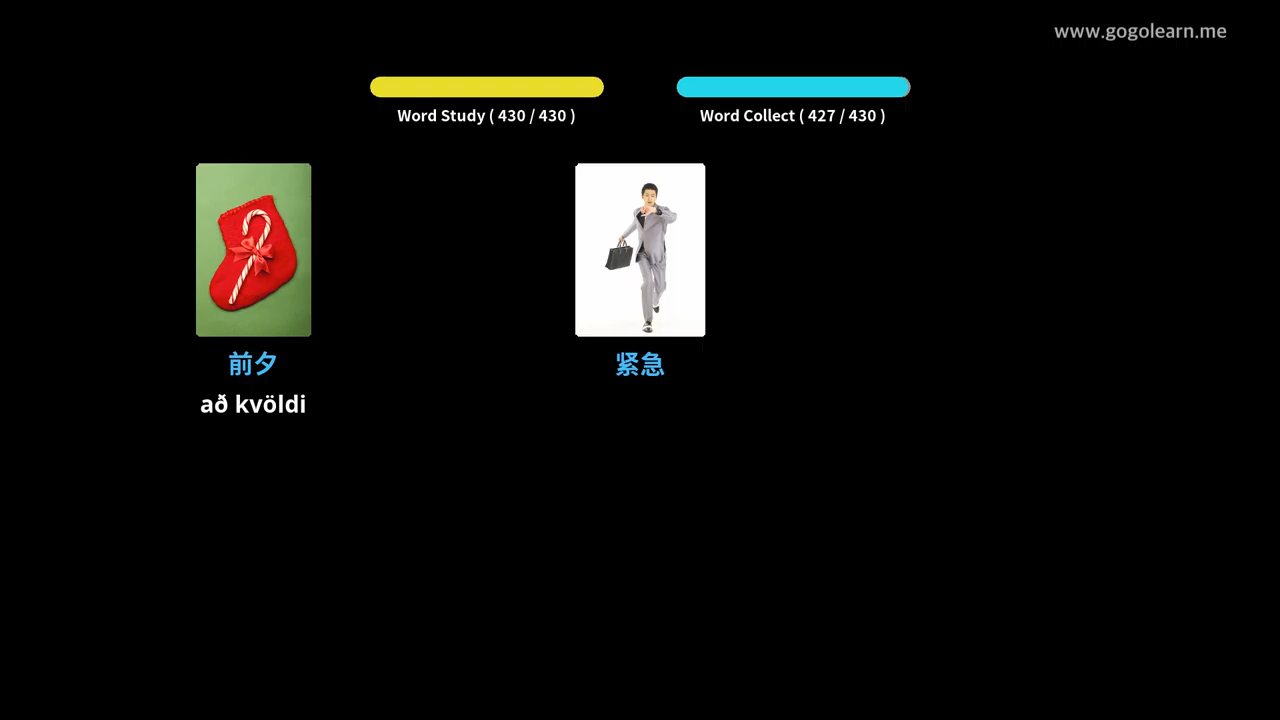 www.gogolearn.me
Word Study ( 430 / 430 )
Word Collect ( 427 / 430 )
前夕
紧急
að kvöldi